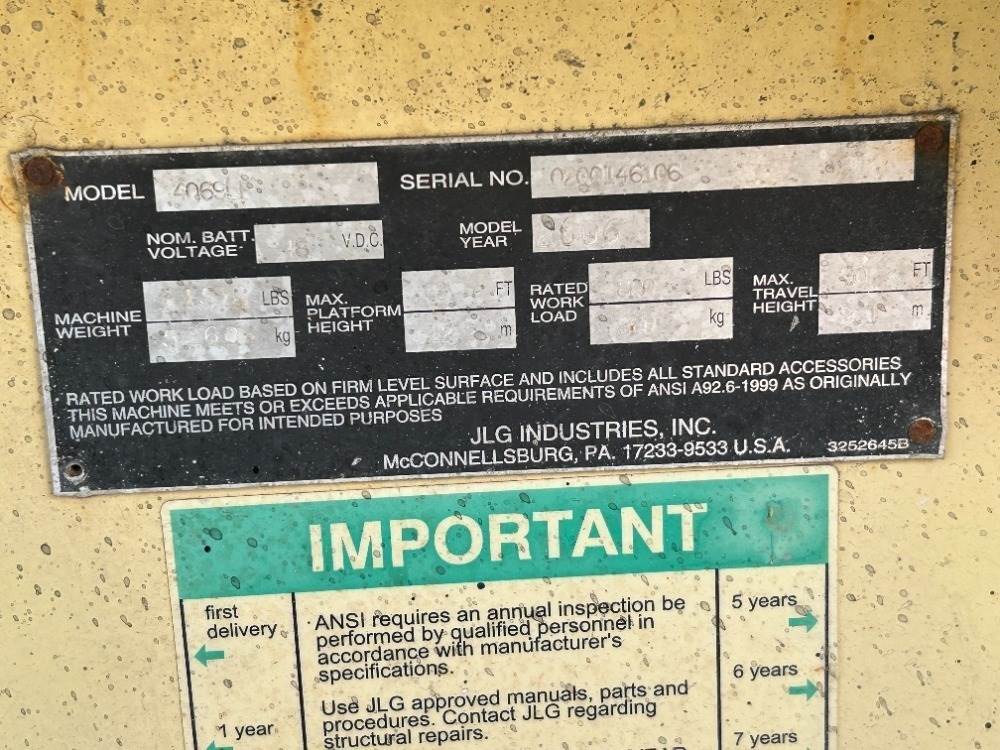 MODEL
SERIAL NO. 0200146106
NOM. BATT.
VOLTAGE 48 V.D.C.
MODEL
YEAR
MACHINE
WEIGHT
LBS
kg
MAX.
PLATFORM
HEIGHT
FT
m
RATED
WORK
LOAD
LBS
kg
MAX.
TRAVEL
HEIGHT
FT
m
RATED WORK LOAD BASED ON FIRM LEVEL SURFACE AND INCLUDES ALL STANDARD ACCESSORIES
THIS MACHINE MEETS OR EXCEEDS APPLICABLE REQUIREMENTS OF ANSI A92.6-1999 AS ORIGINALLY
MANUFACTURED FOR INTENDED PURPOSES
JLG INDUSTRIES, INC.
McCONNELLSBURG, PA. 17233-9533 U.S.A.
3252645B
IMPORTANT
first
delivery
1 year
ANSI requires an annual inspection be
performed by qualified personnel in
accordance with manufacturer's
specifications.
Use JLG approved manuals, parts and
procedures. Contact JLG regarding
structural repairs.
5 years
6 years
7 years